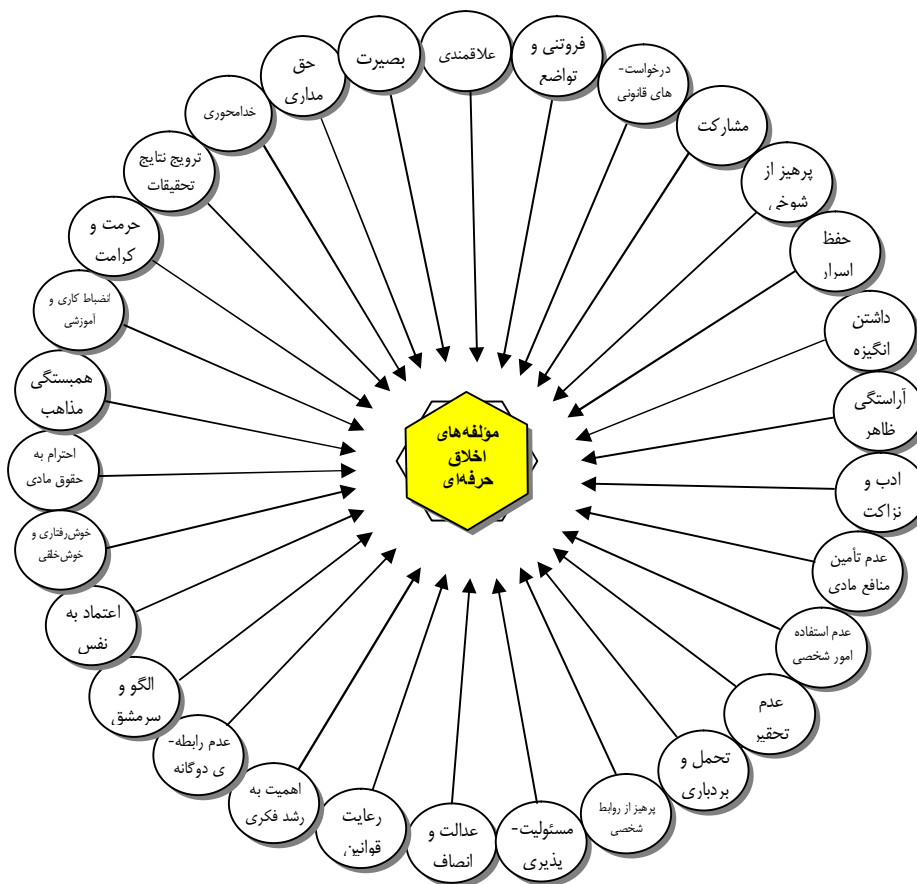 مؤلفه‌های
اخلاق
حرفه‌ای
علاقمندی
فروتنی و
تواضع
درخواست-
های قانونی
مشارکت
پرهیز از
شوخی
حفظ
اسرار
داشتن
انگیزه
آراستگی
ظاهر
ادب و
نزاکت
عدم تأمین
منافع مادی
عدم استفاده
امور شخصی
عدم
تحقیر
تحمل و
بردباری
پرهیز از روابط
شخصی
مسئولیت-
پذیری
عدالت و
انصاف
رعایت
قوانین
اهمیت به
رشد فکری
عدم رابطه-
ی دوگانه
الگو و
سرمشق
اعتماد به
نفس
خوش‌رفتاری و
خوش‌خلقی
احترام به
حقوق مادی
همبستگی
مذاهب
انضباط کاری و
آموزشی
حرمت و
کرامت
ترویج نتایج
تحقیقات
خدامحوری
حق
مداری
بصیرت